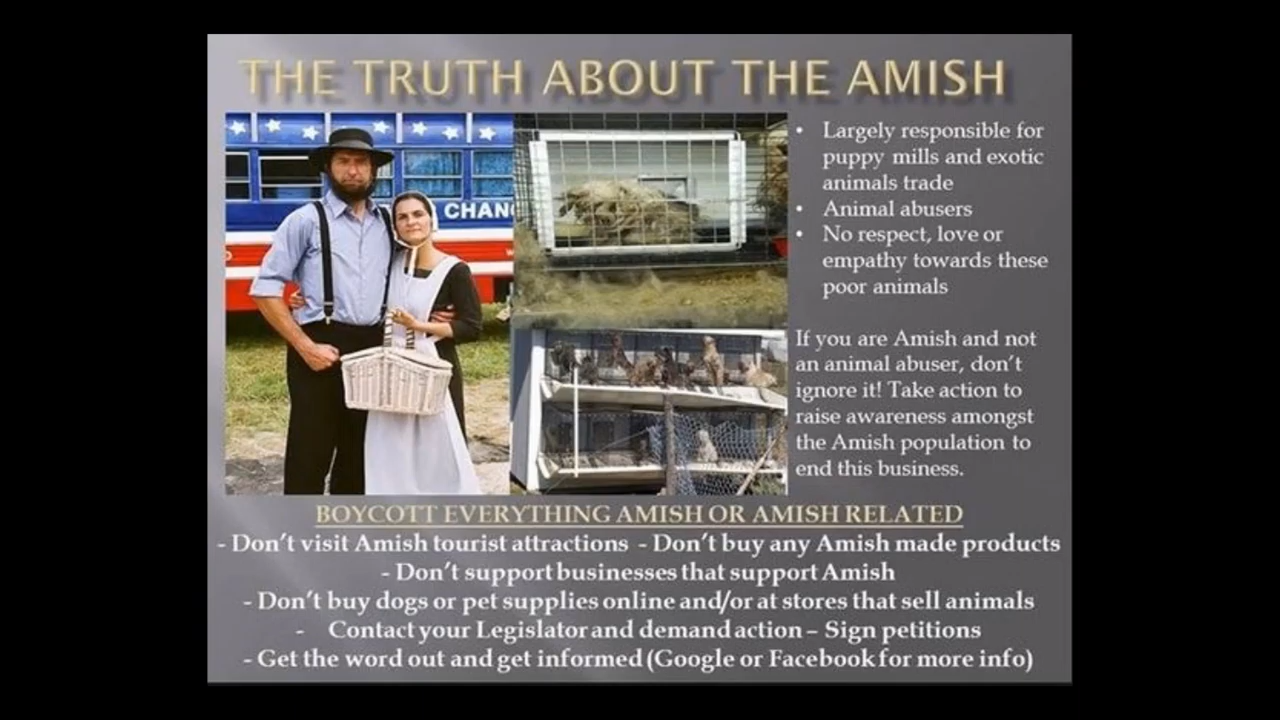 THE TRUTH ABOUT THE AMISH
CHAN
• Largely responsible for
puppy mills and exotic
animals trade
• Animal abusers
• No respect, love or
empathy towards these
poor animals
If you are Amish and not
an animal abuser, don't
ignore it! Take action to
raise awareness amongst
the Amish population to
end this business.
BOYCOTT EVERYTHING AMISH OR AMISH RELATED
- Don't visit Amish tourist attractions - Don't buy any Amish made products
- Don't support businesses that support Amish
- Don't buy dogs or pet supplies online and/or at stores that sell animals
- Contact your Legislator and demand action – Sign petitions
- Get the word out and get informed (Google or Facebook for more info)